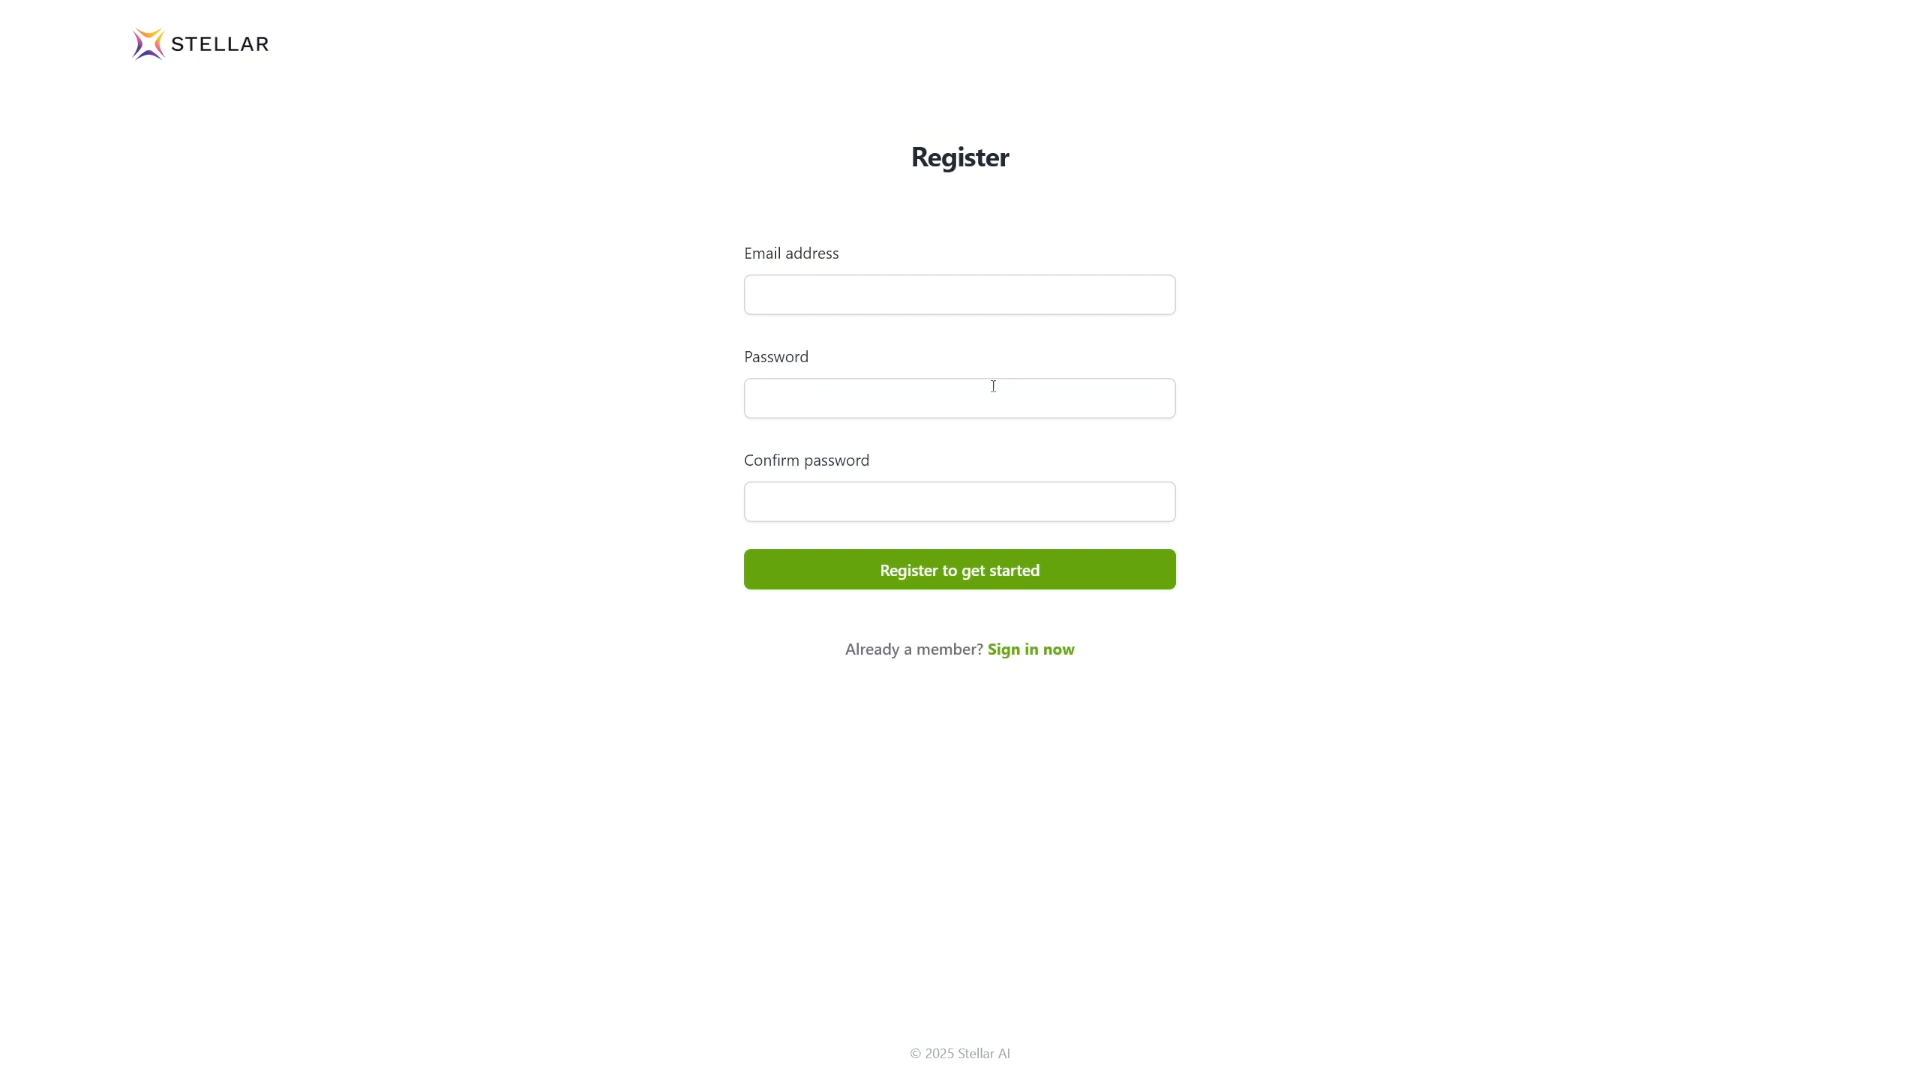 STELLAR
Register
Email address
Password
Confirm password
Register to get started
Already a member? Sign in now
© 2025 Stellar AI